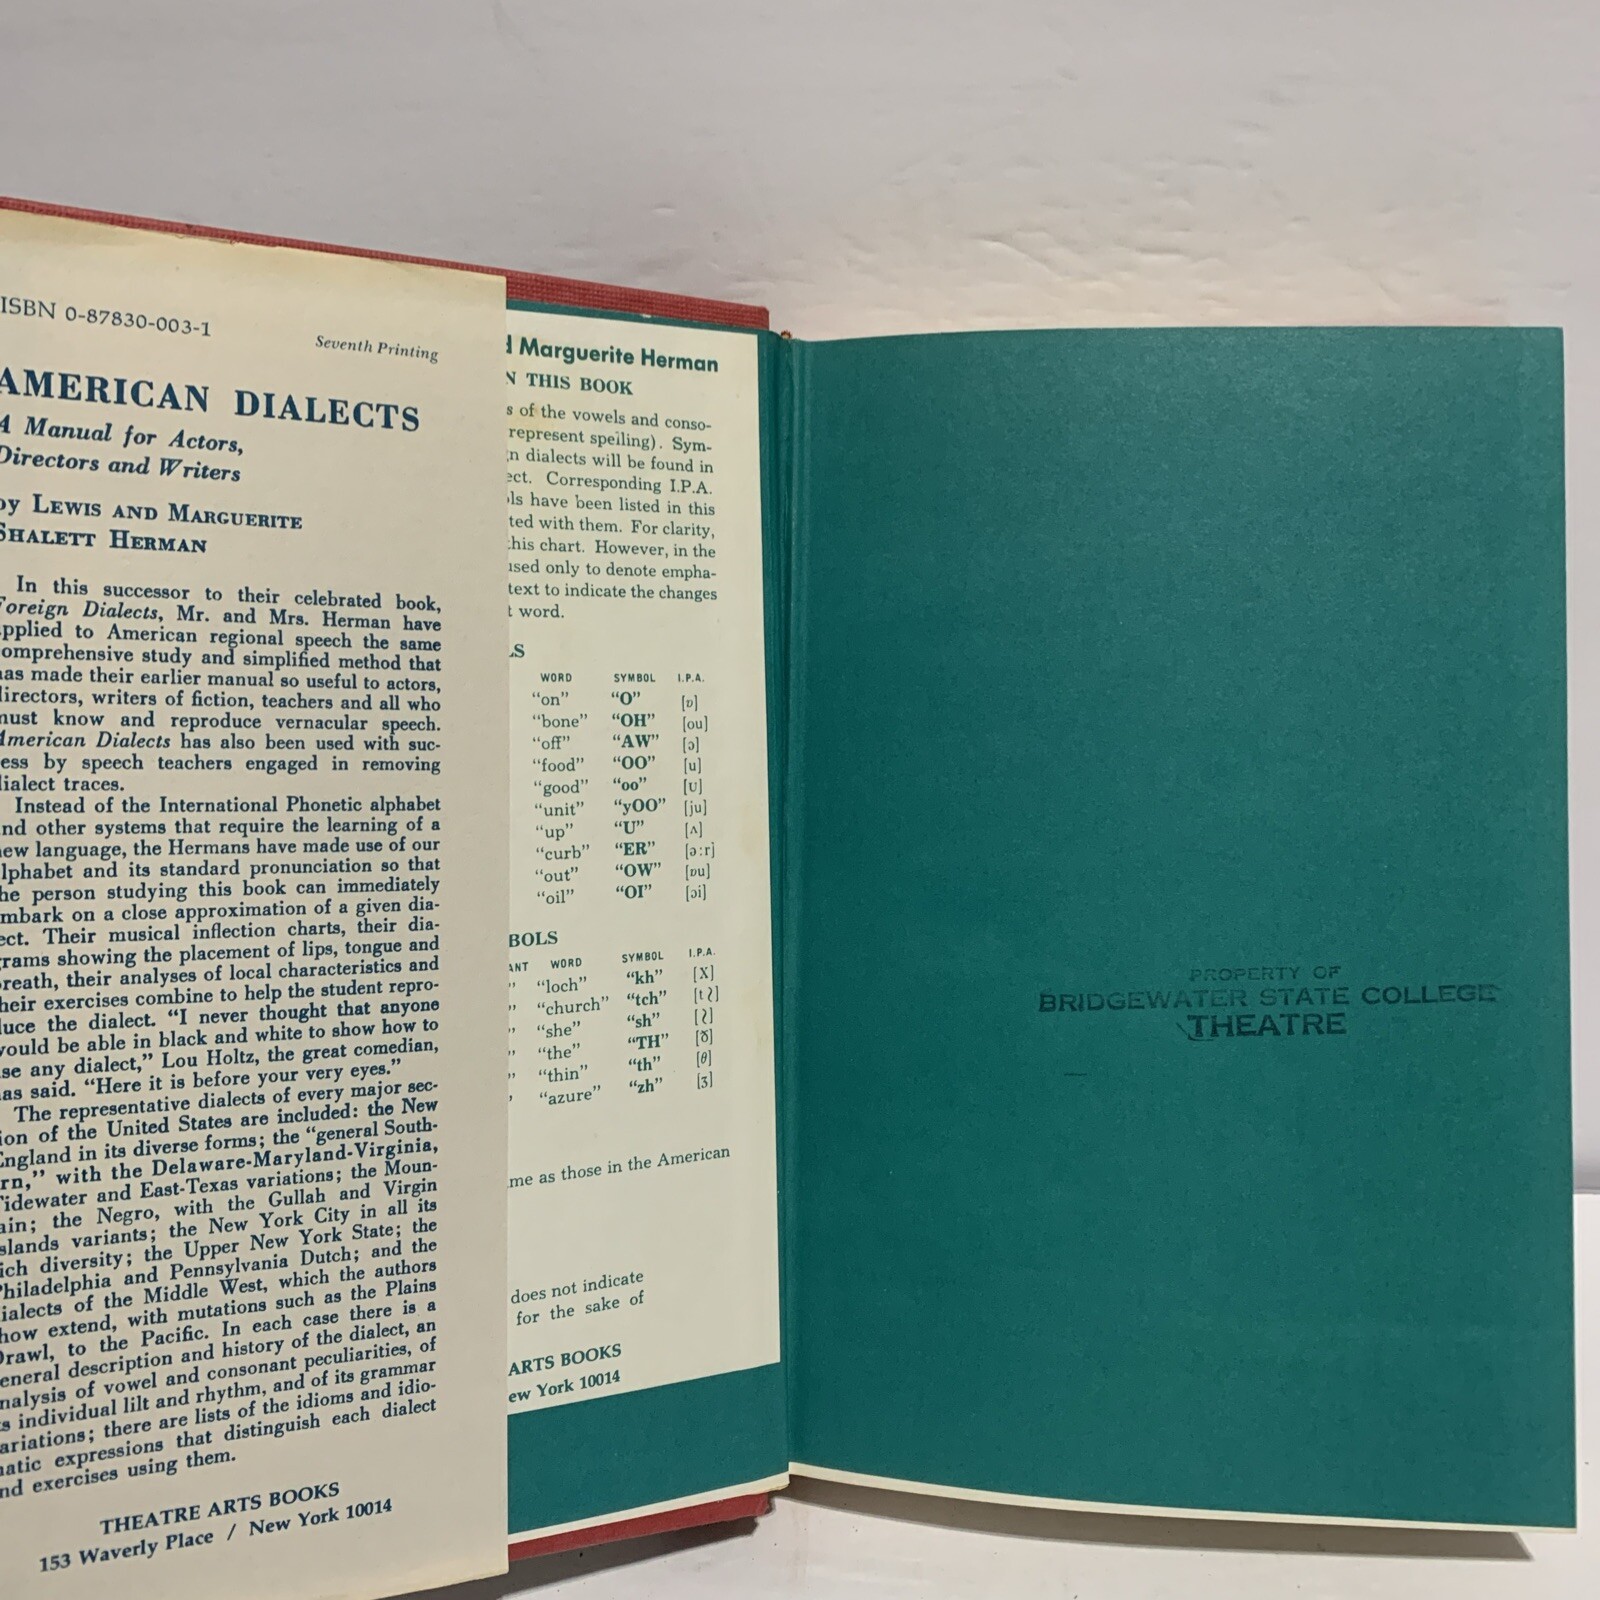 ISBN 0-87830-003-1
Seventh Printing
AMERICAN DIALECTS
A Manual for Actors,
Directors and Writers
by LEWIS AND MARGUERITE
SHALETT HERMAN
In this successor to their celebrated book,
Foreign Dialects, Mr. and Mrs. Herman have
applied to American regional speech the same
comprehensive study and simplified method that
has made their earlier manual so useful to actors,
directors, writers of fiction, teachers and all who
must know and reproduce vernacular speech.
American Dialects has also been used with suc-
cess by speech teachers engaged in removing
dialect traces.
Instead of the International Phonetic alphabet
and other systems that require the learning of a
new language, the Hermans have made use of our
alphabet and its standard pronunciation so that
the person studying this book can immediately
embark on a close approximation of a given dia-
lect. Their musical inflection charts, their dia-
grams showing the placement of lips, tongue and
breath, their analyses of local characteristics and
their exercises combine to help the student repro-
duce the dialect. "I never thought that anyone
would be able in black and white to show how to
use any dialect," Lou Holtz, the great comedian,
has said. "Here it is before your very eyes."
The representative dialects of every major sec-
tion of the United States are included: the New
England in its diverse forms; the "general South-
ern," with the Delaware-Maryland-Virginia,
Tidewater and East-Texas variations; the Moun-
tain; the Negro, with the Gullah and Virgin
Islands variants; the New York City in all its
rich diversity; the Upper New York State; the
Philadelphia and Pennsylvania Dutch; and the
dialects of the Middle West, which the authors
show extend, with mutations such as the Plains
Drawl, to the Pacific. In each case there is a
general description and history of the dialect, an
analysis of vowel and consonant peculiarities, of
its individual lilt and rhythm, and of its grammar
variations; there are lists of the idioms and idio-
matic expressions that distinguish each dialect
and exercises using them.
THEATRE ARTS BOOKS
153 Waverly Place / New York 10014
d Marguerite Herman
N THIS BOOK
s of the vowels and conso-
represent spelling). Sym-
n dialects will be found in
ect. Corresponding I.P.A.
ls have been listed in this
ted with them. For clarity,
this chart. However, in the
used only to denote empha-
text to indicate the changes
t word.
LS
WORD SYMBOL I.P.A.
"on" "O" [ɒ]
"bone" "OH" [ou]
"off" "AW" [ɔ]
"food" "OO" [u]
"good" "oo" [ʊ]
"unit" "yOO" [ju]
"up" "U" [ʌ]
"curb" "ER" [ə:r]
"out" "OW" [ɒu]
"oil" "OI" [ɔi]
BOLS
ANT WORD SYMBOL I.P.A.
" "loch" "kh" [X]
" "church" "tch" [tʔ]
" "she" "sh" [ʔ]
" "the" "TH" [ð]
" "thin" "th" [θ]
" "azure" "zh" [ʒ]
me as those in the American
does not indicate
for the sake of
ARTS BOOKS
ew York 10014
PROPERTY OF
BRIDGEWATER STATE COLLEGE
THEATRE